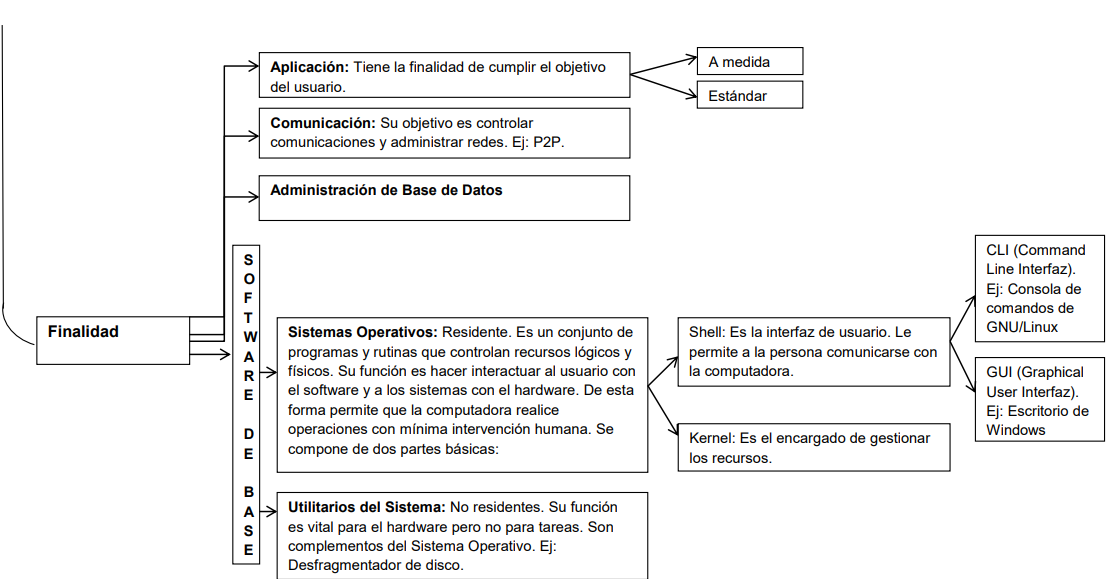 Aplicación: Tiene la finalidad de cumplir el objetivo
del usuario.
A medida
Estándar
Comunicación: Su objetivo es controlar
comunicaciones y administrar redes. Ej: P2P.
Administración de Base de Datos
Finalidad
SOFTWARE DE BASE
Sistemas Operativos: Residente. Es un conjunto de
programas y rutinas que controlan recursos lógicos y
físicos. Su función es hacer interactuar al usuario con
el software y a los sistemas con el hardware. De esta
forma permite que la computadora realice
operaciones con mínima intervención humana. Se
compone de dos partes básicas:
Shell: Es la interfaz de usuario. Le
permite a la persona comunicarse con
la computadora.
CLI (Command
Line Interfaz).
Ej: Consola de
comandos de
GNU/Linux
GUI (Graphical
User Interfaz).
Ej: Escritorio de
Windows
Kernel: Es el encargado de gestionar
los recursos.
Utilitarios del Sistema: No residentes. Su función
es vital para el hardware pero no para tareas. Son
complementos del Sistema Operativo. Ej:
Desfragmentador de disco.